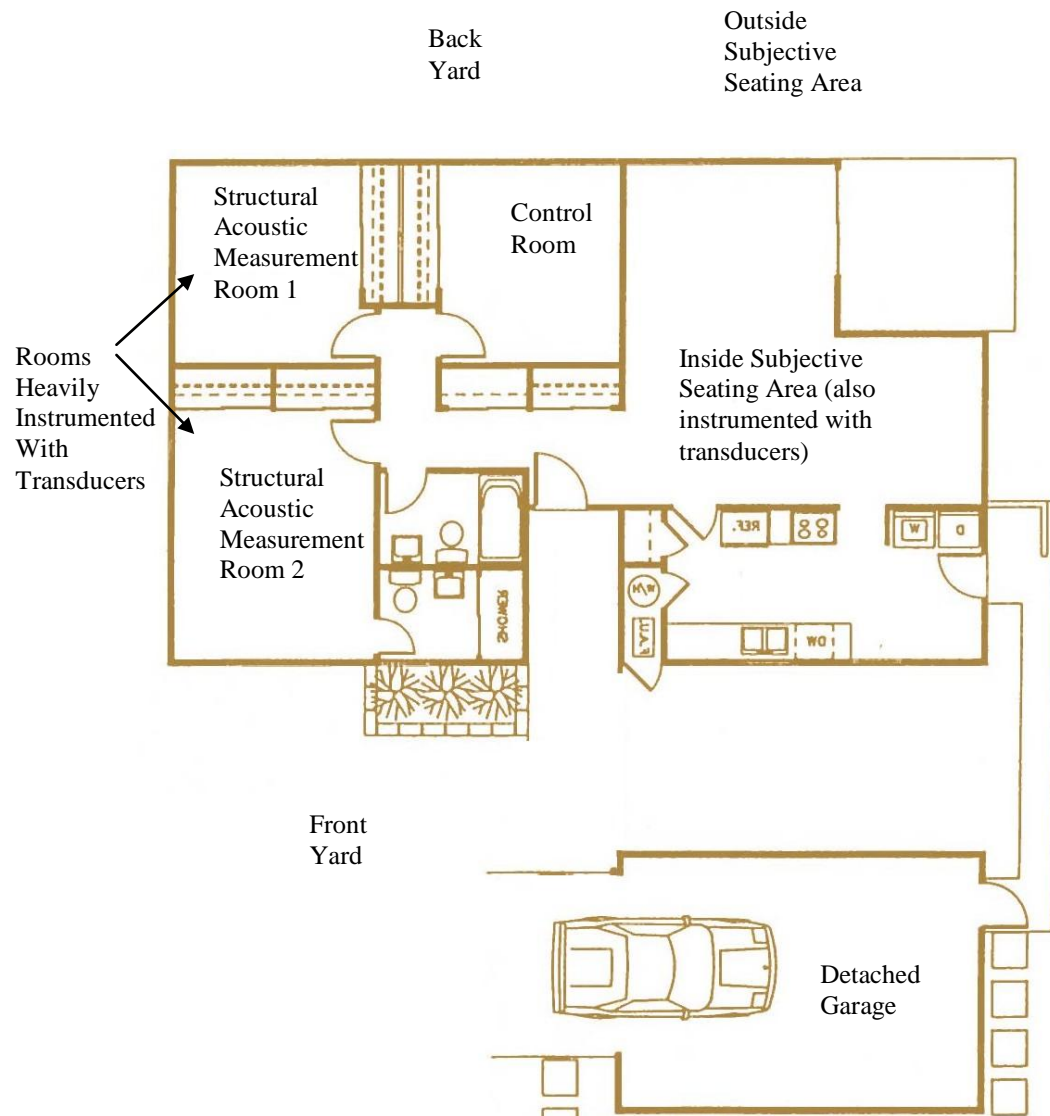 Back
Yard
Outside
Subjective
Seating Area
Structural
Acoustic
Measurement
Room 1
Control
Room
Rooms
Heavily
Instrumented
With
Transducers
Inside Subjective
Seating Area (also
instrumented with
transducers)
Structural
Acoustic
Measurement
Room 2
REF.
W
D
W/H
F.A.U.
DW
SHOWER
Front
Yard
Detached
Garage